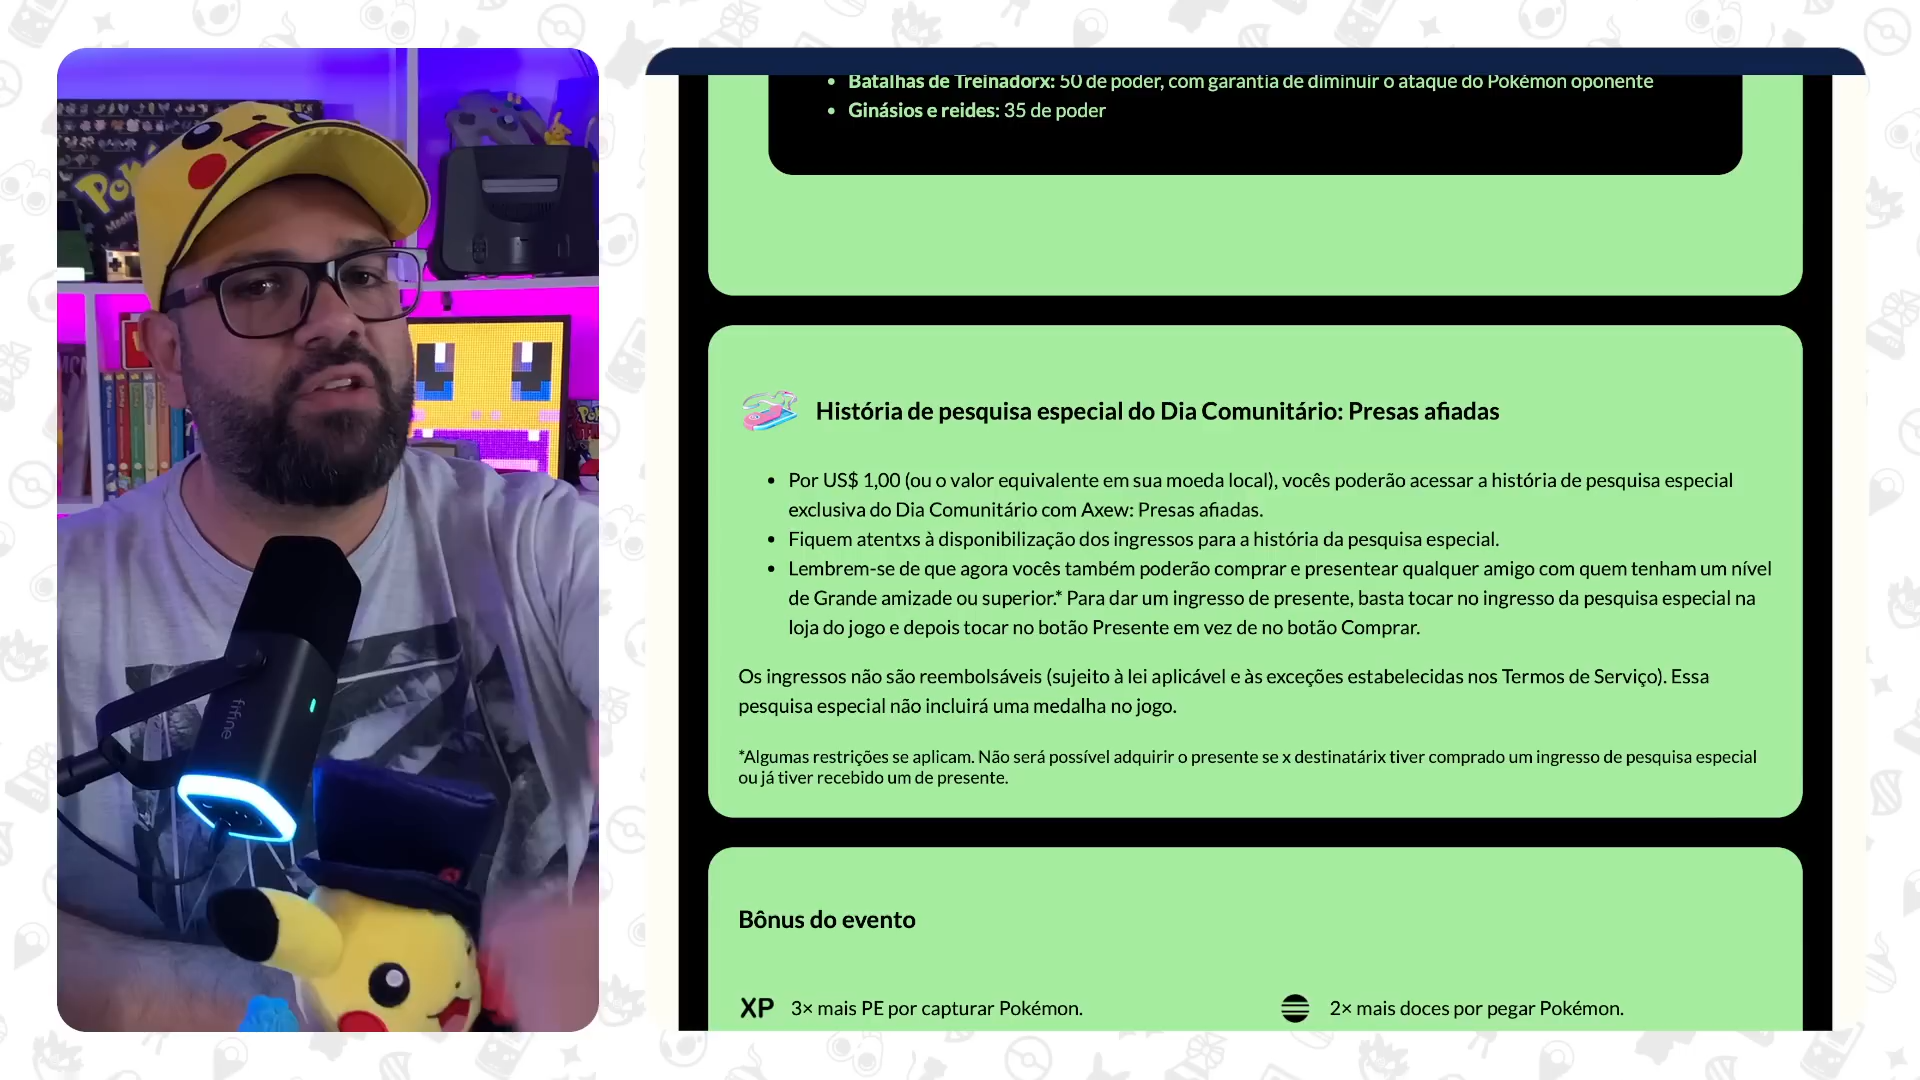 Batalhas de Treinadorx: 50 de poder, com garantia de diminuir o ataque do Pokémon oponente
Ginásios e reides: 35 de poder
História de pesquisa especial do Dia Comunitário: Presas afiadas
Por US$ 1,00 (ou o valor equivalente em sua moeda local), vocês poderão acessar a história de pesquisa especial
exclusiva do Dia Comunitário com Axew: Presas afiadas.
Fiquem atentxs à disponibilização dos ingressos para a história da pesquisa especial.
Lembrem-se de que agora vocês também poderão comprar e presentear qualquer amigo com quem tenham um nível
de Grande amizade ou superior.* Para dar um ingresso de presente, basta tocar no ingresso da pesquisa especial na
loja do jogo e depois tocar no botão Presente em vez de no botão Comprar.
Os ingressos não são reembolsáveis (sujeito à lei aplicável e às exceções estabelecidas nos Termos de Serviço). Essa
pesquisa especial não incluirá uma medalha no jogo.
*Algumas restrições se aplicam. Não será possível adquirir o presente se x destinatárix tiver comprado um ingresso de pesquisa especial
ou já tiver recebido um de presente.
Bônus do evento
XP 3× mais PE por capturar Pokémon.
2× mais doces por pegar Pokémon.
fifine